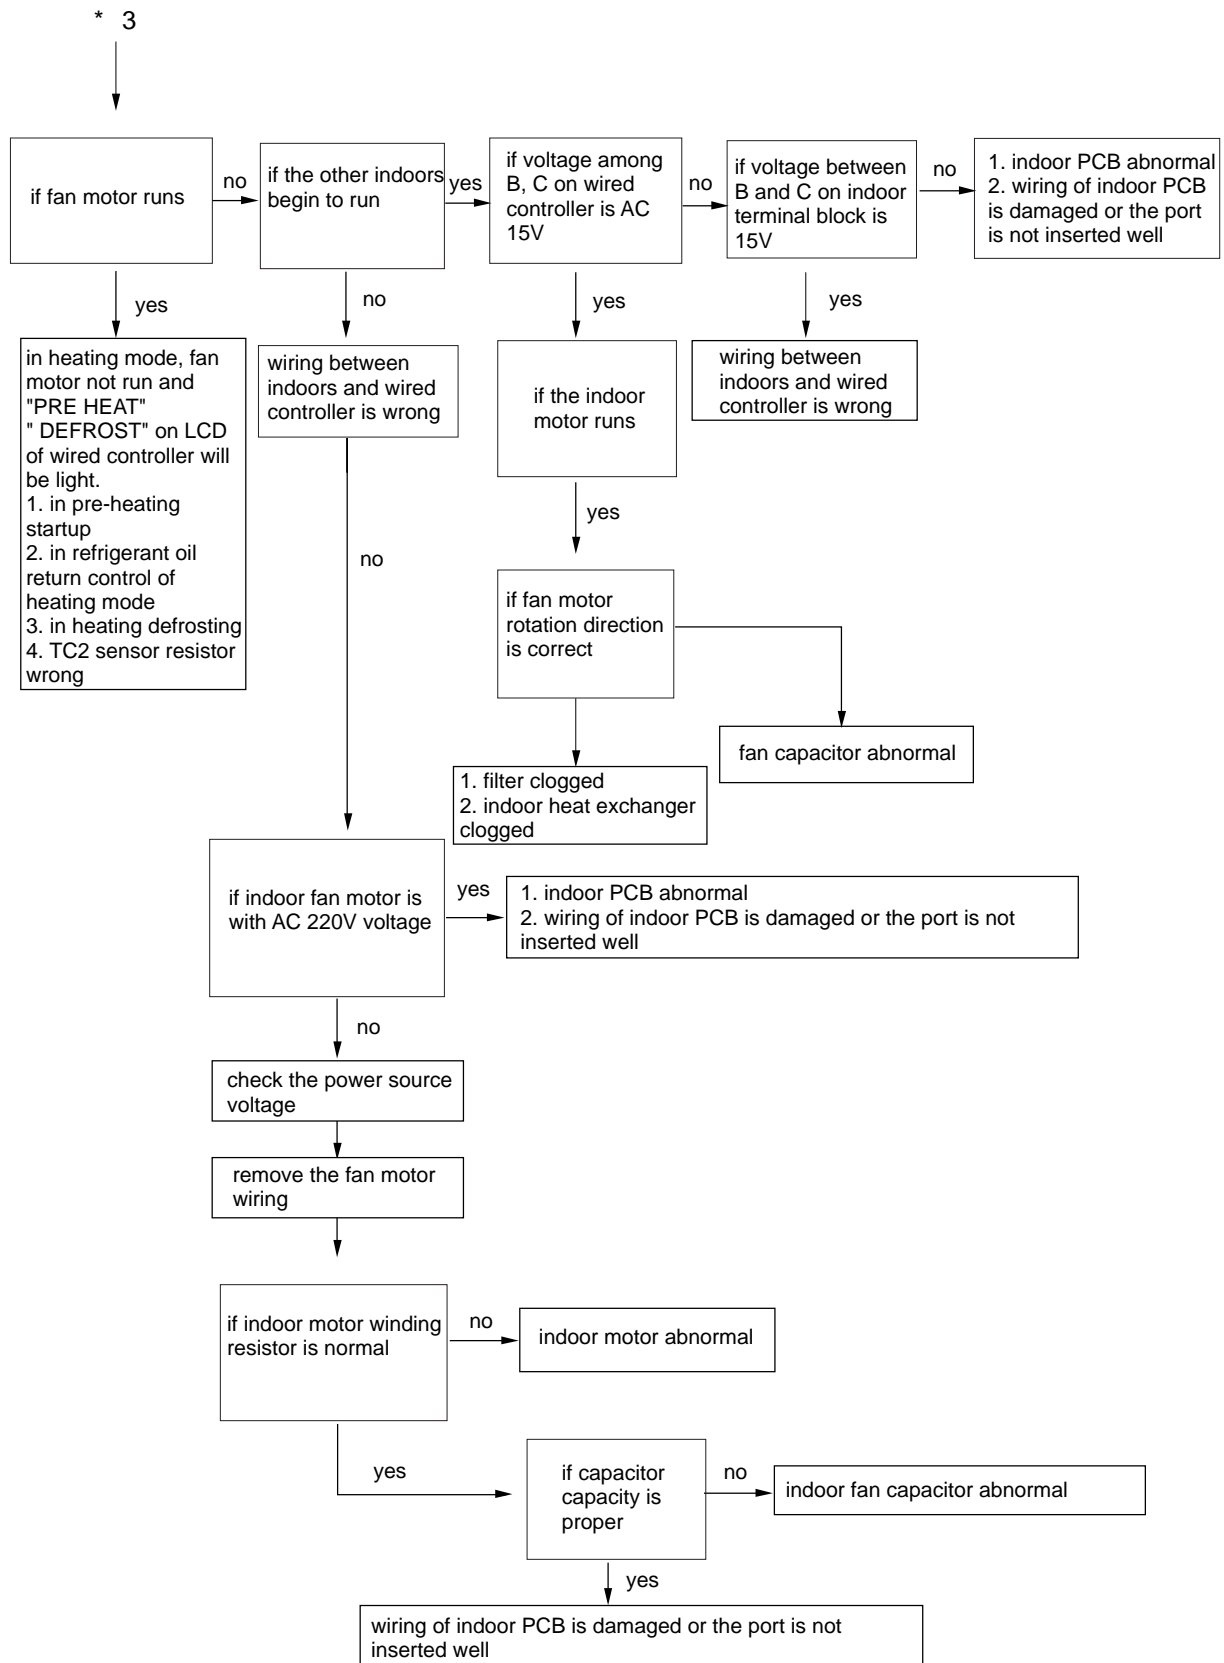 * 3
if fan motor runs
no
if the other indoors
begin to run
yes
if voltage among
B, C on wired
controller is AC
15V
no
if voltage between
B and C on indoor
terminal block is
15V
no
1. indoor PCB abnormal
2. wiring of indoor PCB
is damaged or the port
is not inserted well
yes
no
yes
yes
in heating mode, fan
motor not run and
"PRE HEAT"
" DEFROST" on LCD
of wired controller will
be light.
1. in pre-heating
startup
2. in refrigerant oil
return control of
heating mode
3. in heating defrosting
4. TC2 sensor resistor
wrong
wiring between
indoors and wired
controller is wrong
if the indoor
motor runs
wiring between
indoors and wired
controller is wrong
yes
no
if fan motor
rotation direction
is correct
fan capacitor abnormal
1. filter clogged
2. indoor heat exchanger
clogged
if indoor fan motor is
with AC 220V voltage
yes
1. indoor PCB abnormal
2. wiring of indoor PCB is damaged or the port is not
inserted well
no
check the power source
voltage
remove the fan motor
wiring
if indoor motor winding
resistor is normal
no
indoor motor abnormal
yes
if capacitor
capacity is
proper
no
indoor fan capacitor abnormal
yes
wiring of indoor PCB is damaged or the port is not
inserted well